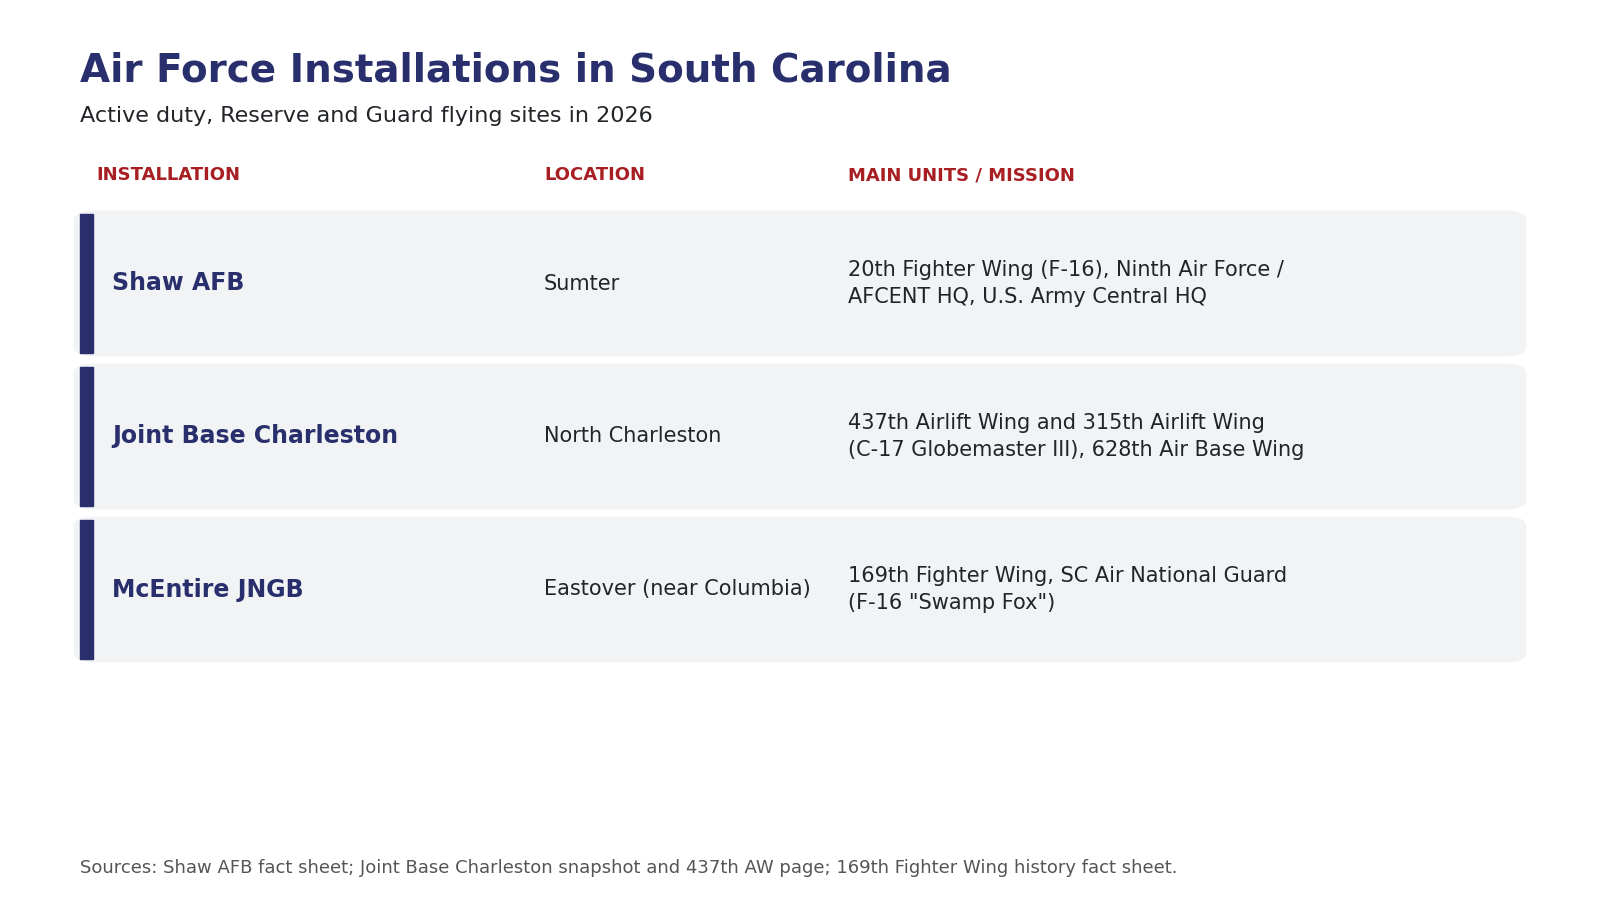 Air Force Installations in South Carolina
Active duty, Reserve and Guard flying sites in 2026
INSTALLATION
LOCATION
MAIN UNITS / MISSION
Shaw AFB
Sumter
20th Fighter Wing (F-16), Ninth Air Force /
AFCENT HQ, U.S. Army Central HQ
Joint Base Charleston
North Charleston
437th Airlift Wing and 315th Airlift Wing
(C-17 Globemaster III), 628th Air Base Wing
McEntire JNGB
Eastover (near Columbia)
169th Fighter Wing, SC Air National Guard
(F-16 "Swamp Fox")
Sources: Shaw AFB fact sheet; Joint Base Charleston snapshot and 437th AW page; 169th Fighter Wing history fact sheet.